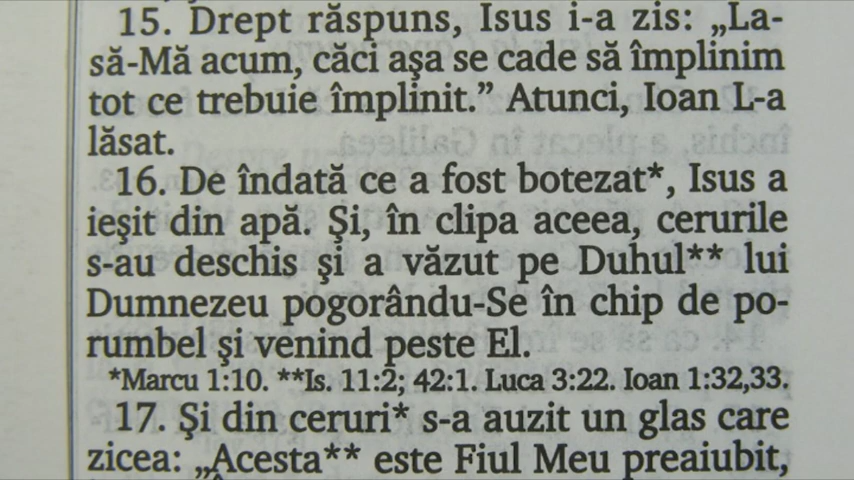 15. Drept răspuns, Isus i-a zis: „La-
să-Mă acum, căci aşa se cade să împlinim
tot ce trebuie împlinit.” Atunci, Ioan L-a
lăsat.
16. De îndată ce a fost botezat*, Isus a
ieşit din apă. Şi, în clipa aceea, cerurile
s-au deschis şi a văzut pe Duhul** lui
Dumnezeu pogorându-Se în chip de po-
rumbel şi venind peste El.
*Marcu 1:10. **Is. 11:2; 42:1. Luca 3:22. Ioan 1:32,33.
17. Şi din ceruri* s-a auzit un glas care
zicea: „Acesta** este Fiul Meu preaiubit,